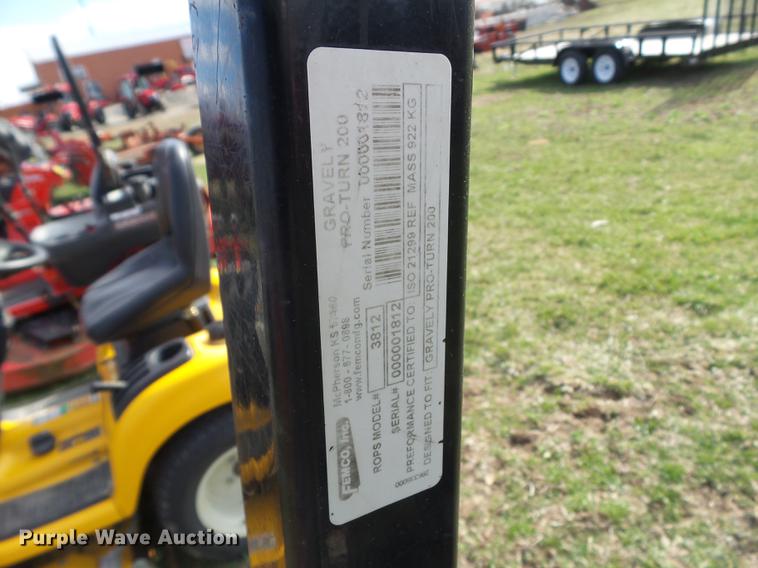 FEMCO, Inc.
McPherson KS
1-800-877-0898
www.femcomfg.com
GRAVELY
PRO-TURN 200
Serial Number 0000001812
ROPS MODEL# 3812
SERIAL# 000001812
PREFORMANCE CERTIFIED TO ISO 21299 REF MASS 922 KG
DESIGNED TO FIT GRAVELY PRO-TURN 200
Purple Wave Auction